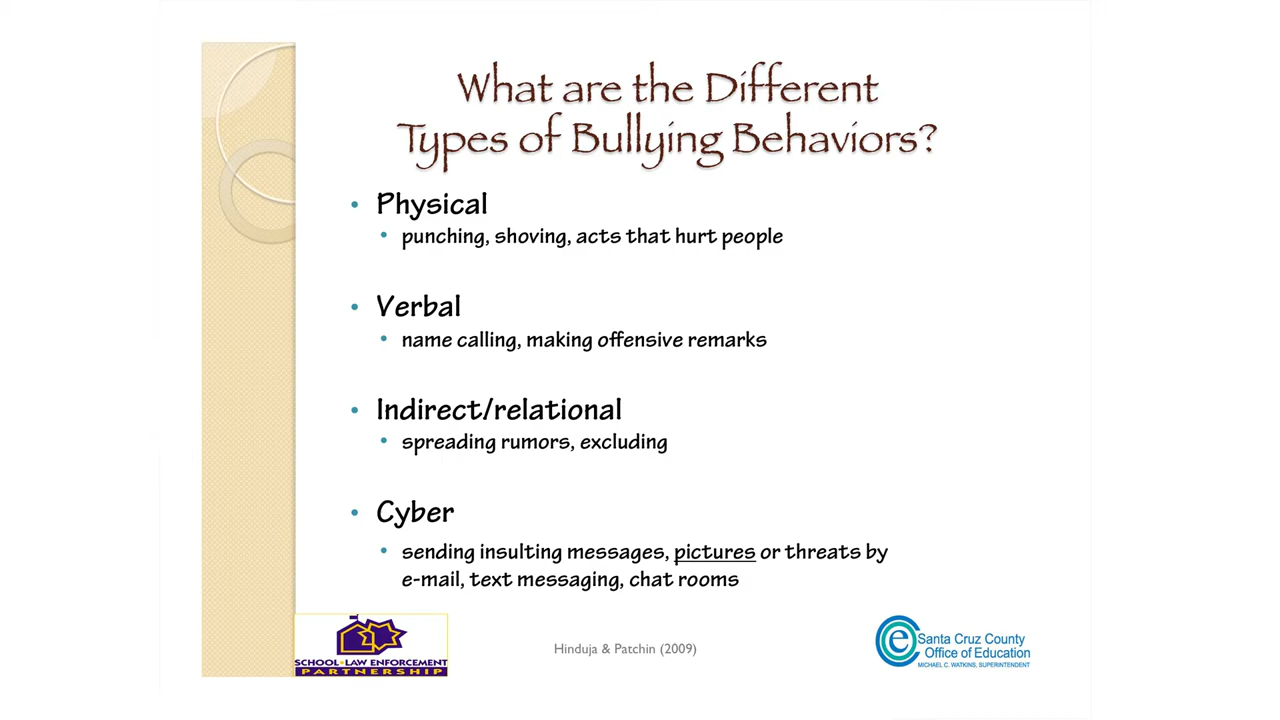 What are the Different
Types of Bullying Behaviors?
• Physical
• punching, shoving, acts that hurt people
• Verbal
• name calling, making offensive remarks
• Indirect/relational
• spreading rumors, excluding
• Cyber
• sending insulting messages, pictures or threats by
e-mail, text messaging, chat rooms
SCHOOL•LAW ENFORCEMENT
PARTNERSHIP
Hinduja & Patchin (2009)
Santa Cruz County
Office of Education
MICHAEL C. WATKINS, SUPERINTENDENT